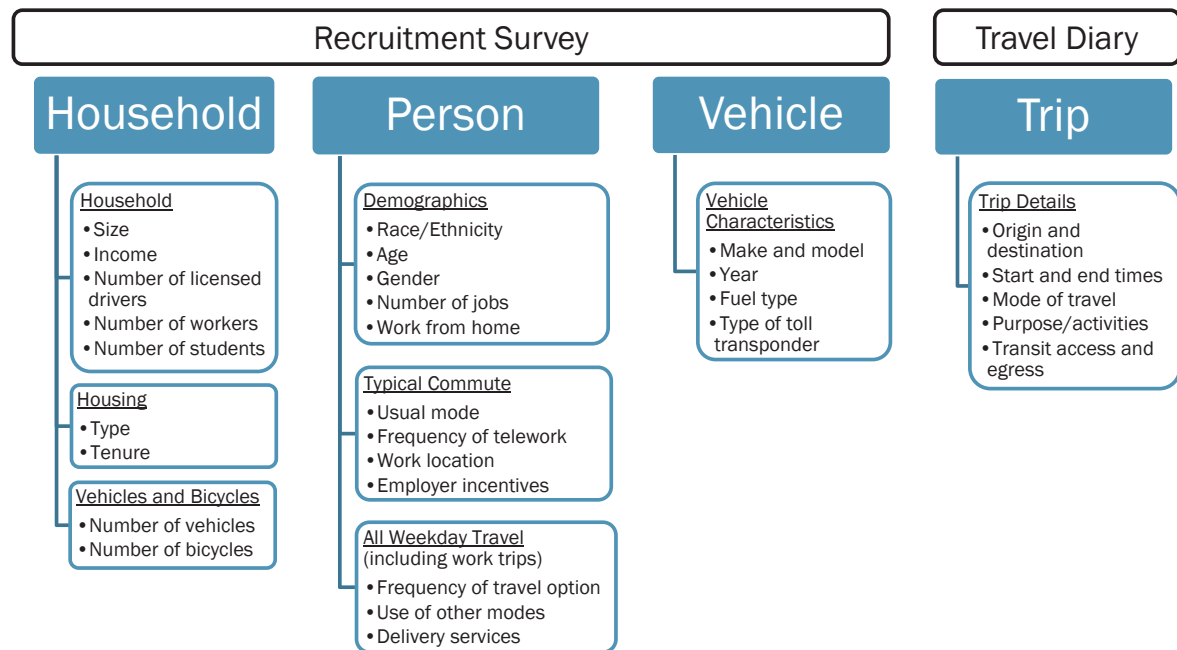 Recruitment Survey
Travel Diary
Household
Person
Vehicle
Trip
Household
•Size
•Income
•Number of licensed
drivers
•Number of workers
•Number of students
Housing
•Type
•Tenure
Vehicles and Bicycles
•Number of vehicles
•Number of bicycles
Demographics
•Race/Ethnicity
•Age
•Gender
•Number of jobs
•Work from home
Typical Commute
•Usual mode
•Frequency of telework
•Work location
•Employer incentives
All Weekday Travel
(including work trips)
•Frequency of travel option
•Use of other modes
•Delivery services
Vehicle
Characteristics
•Make and model
•Year
•Fuel type
•Type of toll
transponder
Trip Details
•Origin and
destination
•Start and end times
•Mode of travel
•Purpose/activities
•Transit access and
egress